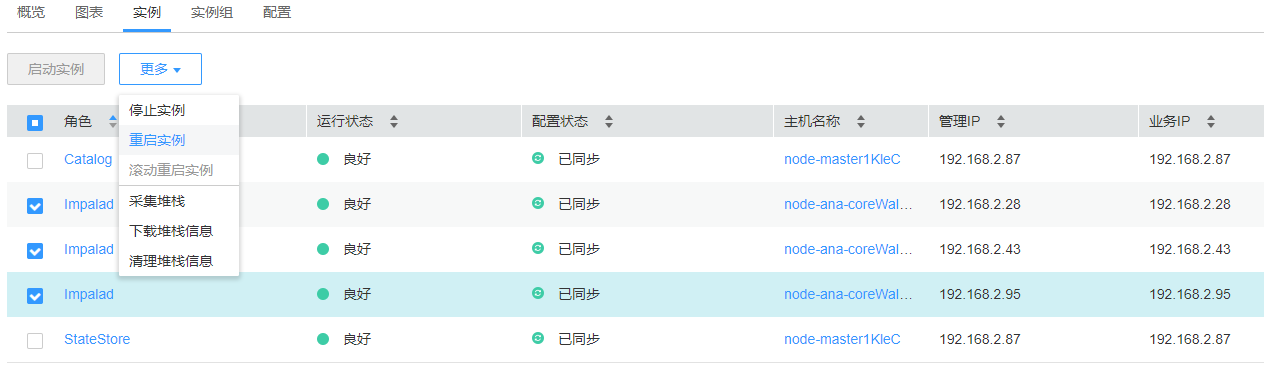 概览 图表 实例 实例组 配置
启动实例 更多
停止实例
角色 运行状态 配置状态 主机名称 管理IP 业务IP
重启实例
Catalog 良好 已同步 node-master1KleC 192.168.2.87 192.168.2.87
滚动重启实例
Impalad 良好 已同步 node-ana-coreWal... 192.168.2.28 192.168.2.28
采集堆栈
下载堆栈信息
Impalad 良好 已同步 node-ana-coreWal... 192.168.2.43 192.168.2.43
清理堆栈信息
Impalad 良好 已同步 node-ana-coreWal... 192.168.2.95 192.168.2.95
StateStore 良好 已同步 node-master1KleC 192.168.2.87 192.168.2.87